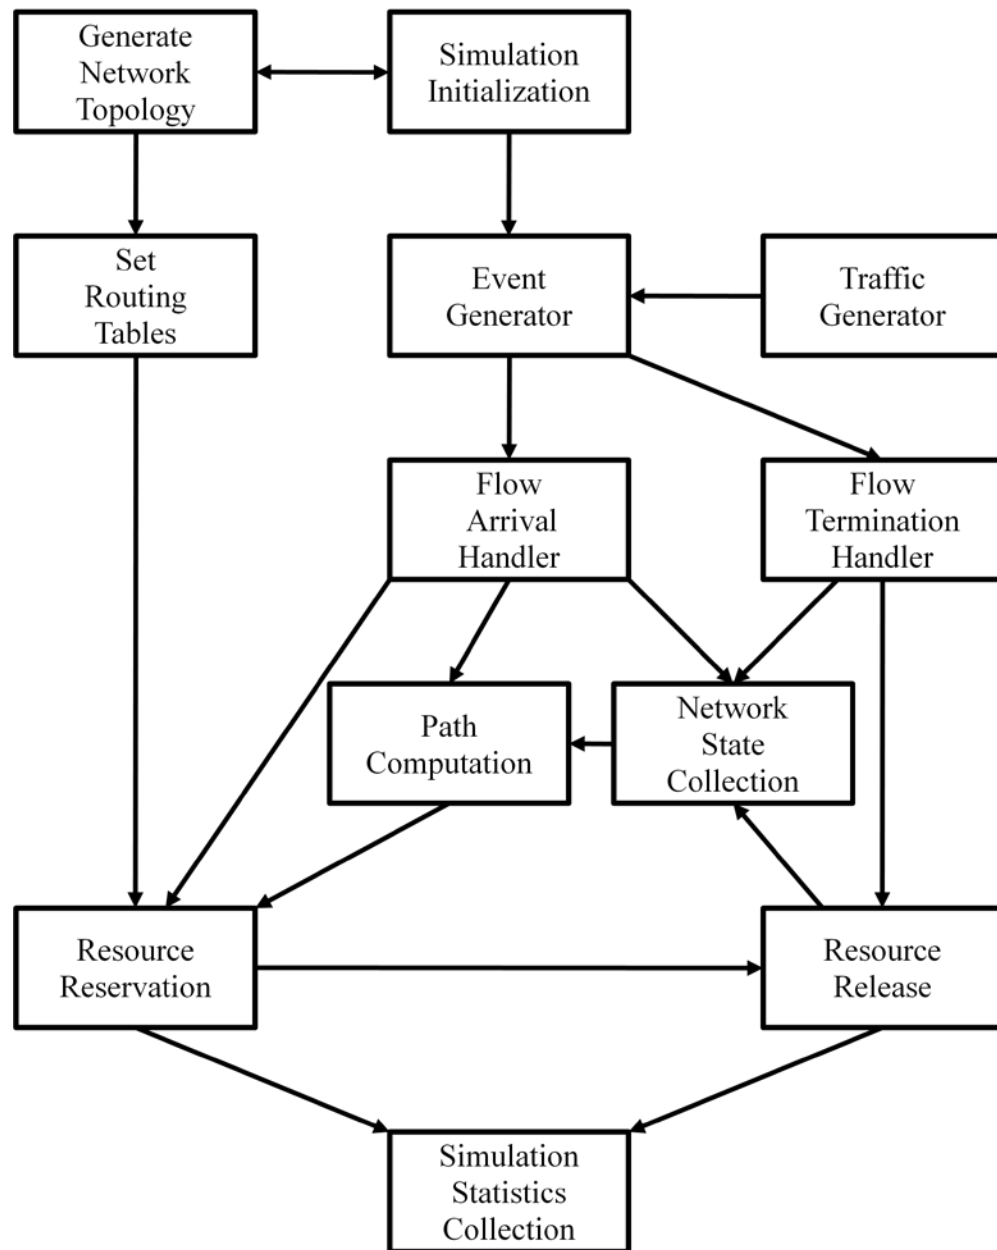 Generate
Network
Topology
Simulation
Initialization
Set
Routing
Tables
Event
Generator
Traffic
Generator
Flow
Arrival
Handler
Flow
Termination
Handler
Path
Computation
Network
State
Collection
Resource
Reservation
Resource
Release
Simulation
Statistics
Collection